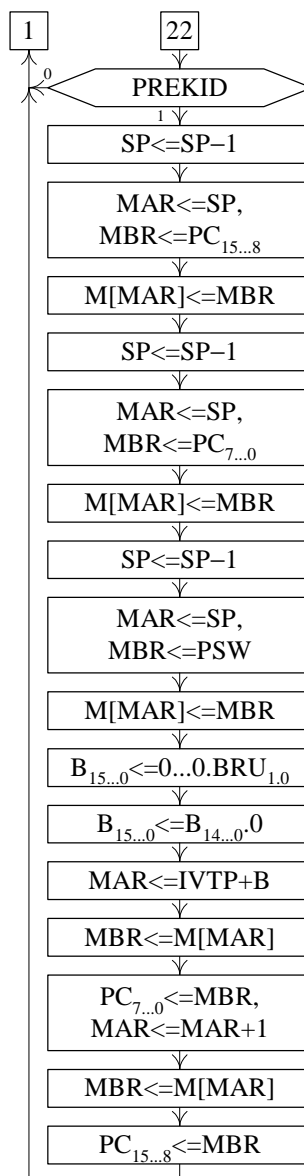 1 22
0
PREKID
1
SP<=SP−1
MAR<=SP,
MBR<=PC15...8
M[MAR]<=MBR
SP<=SP−1
MAR<=SP,
MBR<=PC7...0
M[MAR]<=MBR
SP<=SP−1
MAR<=SP,
MBR<=PSW
M[MAR]<=MBR
B15...0<=0...0.BRU1.0
B15...0<=B14...0.0
MAR<=IVTP+B
MBR<=M[MAR]
PC7...0<=MBR,
MAR<=MAR+1
MBR<=M[MAR]
PC15...8<=MBR